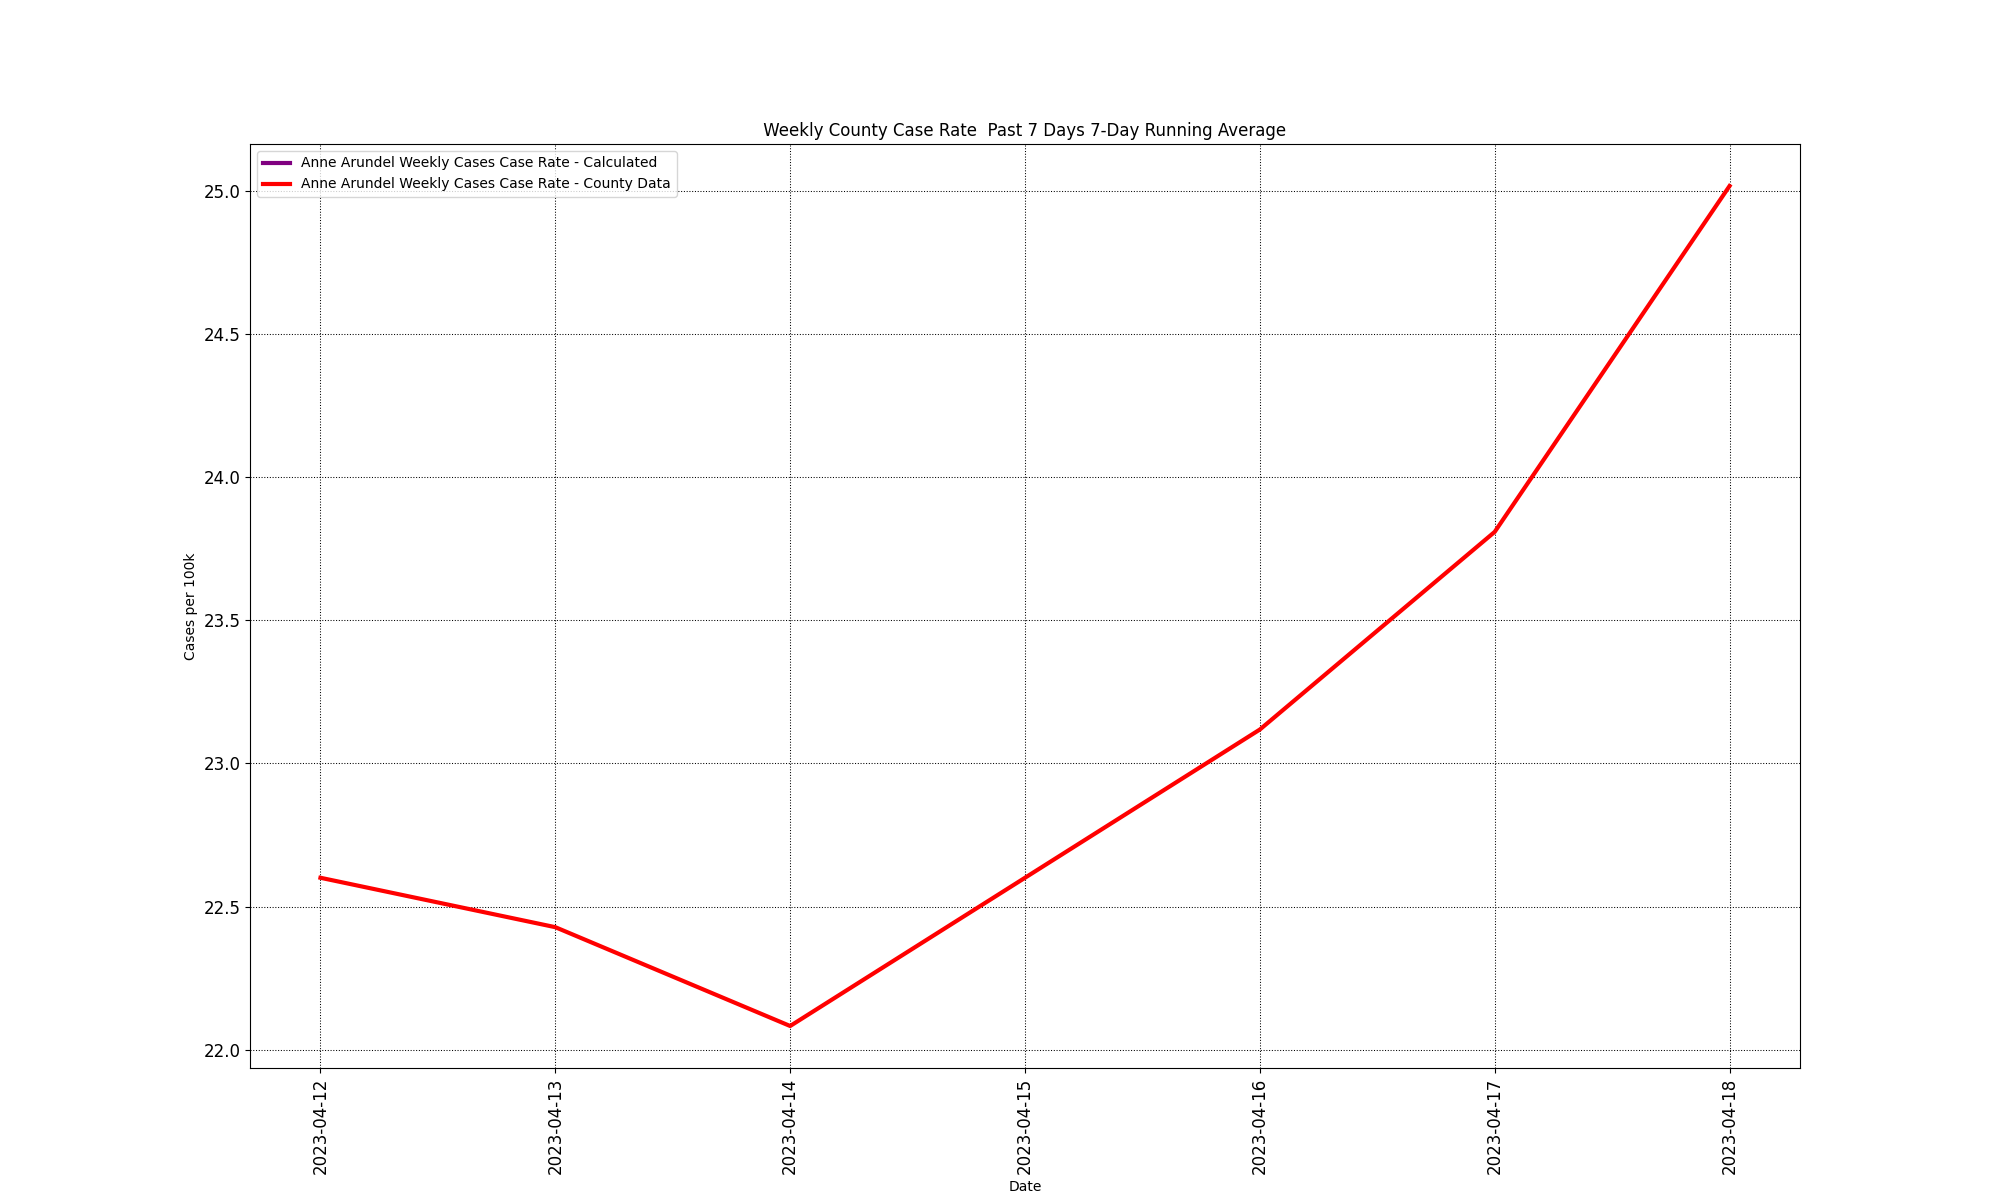 Weekly County Case Rate  Past 7 Days 7-Day Running Average
Anne Arundel Weekly Cases Case Rate - Calculated
Anne Arundel Weekly Cases Case Rate - County Data
25.0
24.5
24.0
23.5
23.0
22.5
22.0
Cases per 100k
2023-04-12
2023-04-13
2023-04-14
2023-04-15
2023-04-16
2023-04-17
2023-04-18
Date